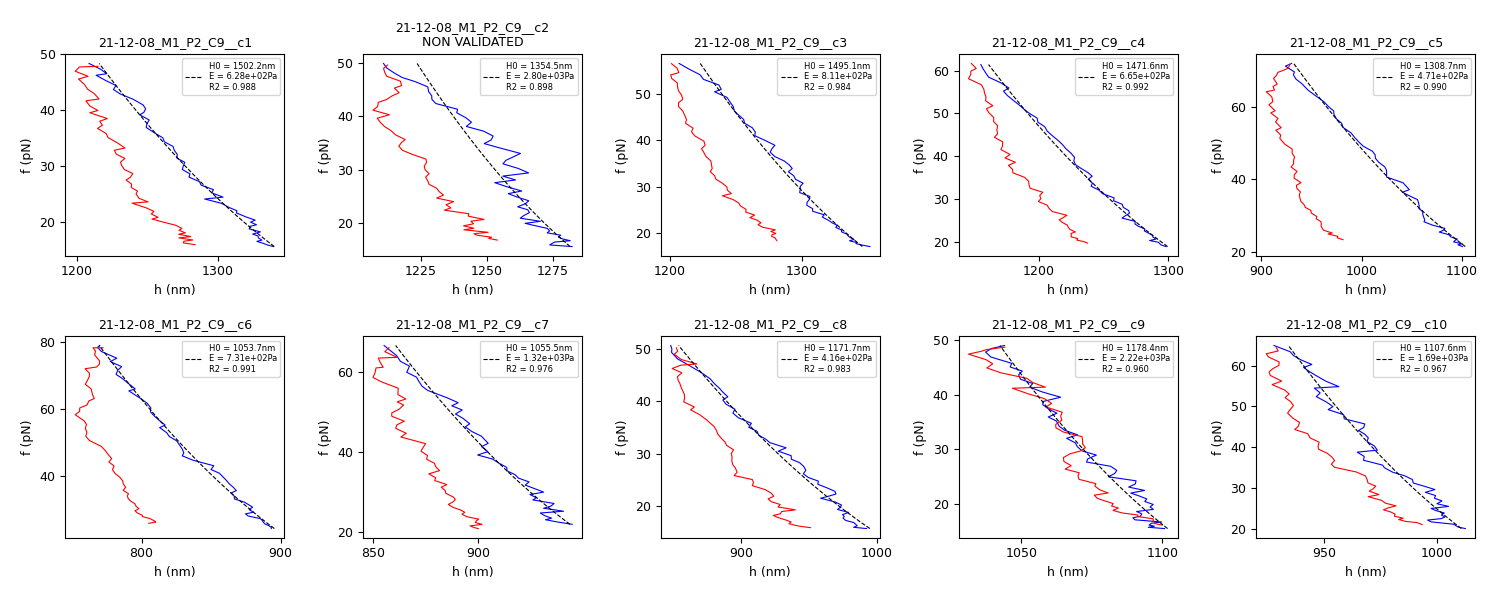 21-12-08_M1_P2_C9__c1
H0 = 1502.2nm
E = 6.28e+02Pa
R2 = 0.988
50
40
30
20
f (pN)
1200 1300
h (nm)
21-12-08_M1_P2_C9__c2
NON VALIDATED
H0 = 1354.5nm
E = 2.80e+03Pa
R2 = 0.898
50
40
30
20
f (pN)
1225 1250 1275
h (nm)
21-12-08_M1_P2_C9__c3
H0 = 1495.1nm
E = 8.11e+02Pa
R2 = 0.984
50
40
30
20
f (pN)
1200 1300
h (nm)
21-12-08_M1_P2_C9__c4
H0 = 1471.6nm
E = 6.65e+02Pa
R2 = 0.992
60
50
40
30
20
f (pN)
1200 1300
h (nm)
21-12-08_M1_P2_C9__c5
H0 = 1308.7nm
E = 4.71e+02Pa
R2 = 0.990
60
40
20
f (pN)
900 1000 1100
h (nm)
21-12-08_M1_P2_C9__c6
H0 = 1053.7nm
E = 7.31e+02Pa
R2 = 0.991
80
60
40
f (pN)
800 900
h (nm)
21-12-08_M1_P2_C9__c7
H0 = 1055.5nm
E = 1.32e+03Pa
R2 = 0.976
60
40
20
f (pN)
850 900
h (nm)
21-12-08_M1_P2_C9__c8
H0 = 1171.7nm
E = 4.16e+02Pa
R2 = 0.983
50
40
30
20
f (pN)
900 1000
h (nm)
21-12-08_M1_P2_C9__c9
H0 = 1178.4nm
E = 2.22e+03Pa
R2 = 0.960
50
40
30
20
f (pN)
1050 1100
h (nm)
21-12-08_M1_P2_C9__c10
H0 = 1107.6nm
E = 1.69e+03Pa
R2 = 0.967
60
50
40
30
20
f (pN)
950 1000
h (nm)